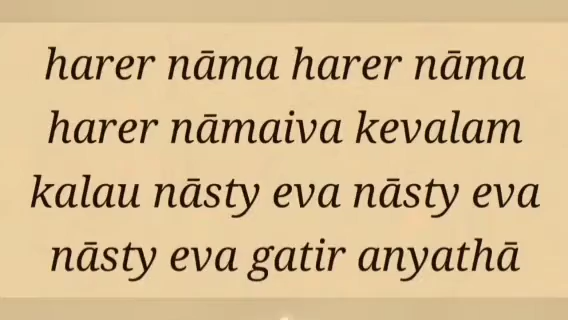 harer nāma harer nāma
harer nāmaiva kevalam
kalau nāsty eva nāsty eva
nāsty eva gatir anyathā